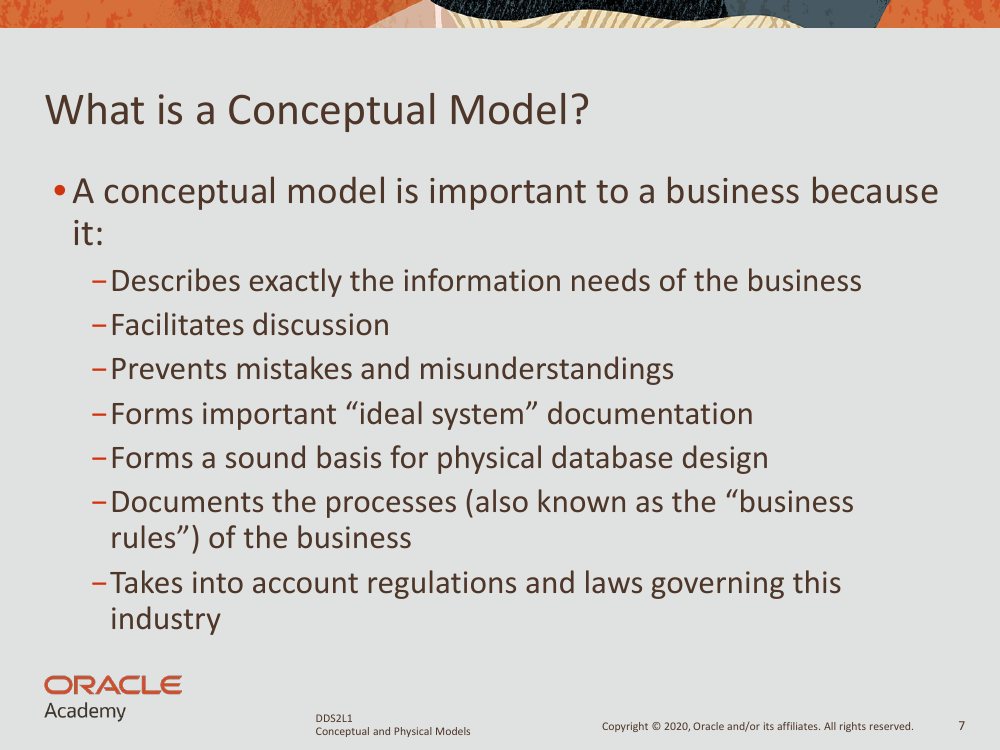 What is a Conceptual Model?
•A conceptual model is important to a business because
it:
–Describes exactly the information needs of the business
–Facilitates discussion
–Prevents mistakes and misunderstandings
–Forms important “ideal system” documentation
–Forms a sound basis for physical database design
–Documents the processes (also known as the “business
rules”) of the business
–Takes into account regulations and laws governing this
industry
ORACLE
Academy
DDS2L1
Conceptual and Physical Models
Copyright © 2020, Oracle and/or its affiliates. All rights reserved.
7